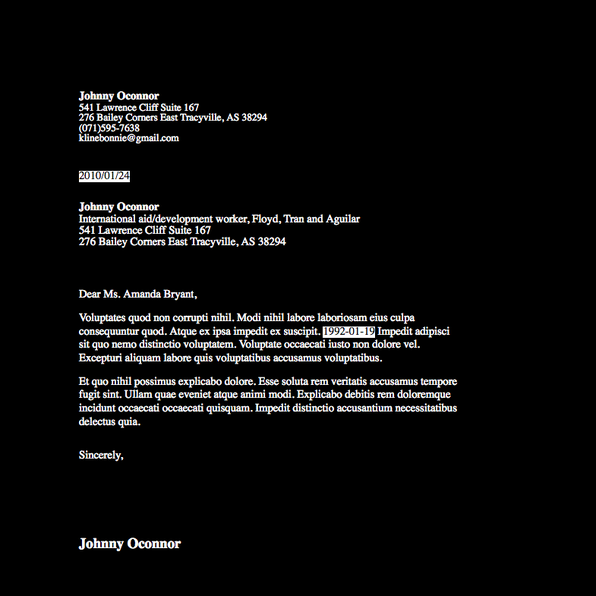 Johnny Oconnor
541 Lawrence Cliff Suite 167
276 Bailey Corners East Tracyville, AS 38294
(071)595-7638
klinebonnie@gmail.com
2010/01/24
Johnny Oconnor
International aid/development worker, Floyd, Tran and Aguilar
541 Lawrence Cliff Suite 167
276 Bailey Corners East Tracyville, AS 38294
Dear Ms. Amanda Bryant,
Voluptates quod non corrupti nihil. Modi nihil labore laboriosam eius culpa
consequuntur quod. Atque ex ipsa impedit ex suscipit. 1992-01-19 Impedit adipisci
sit quo nemo distinctio voluptatem. Voluptate occaecati iusto non dolore vel.
Excepturi aliquam labore quis voluptatibus accusamus voluptatibus.
Et quo nihil possimus explicabo dolore. Esse soluta rem veritatis accusamus tempore
fugit sint. Ullam quae eveniet atque animi modi. Explicabo debitis rem doloremque
incidunt occaecati occaecati quisquam. Impedit distinctio accusantium necessitatibus
delectus quia.
Sincerely,
Johnny Oconnor